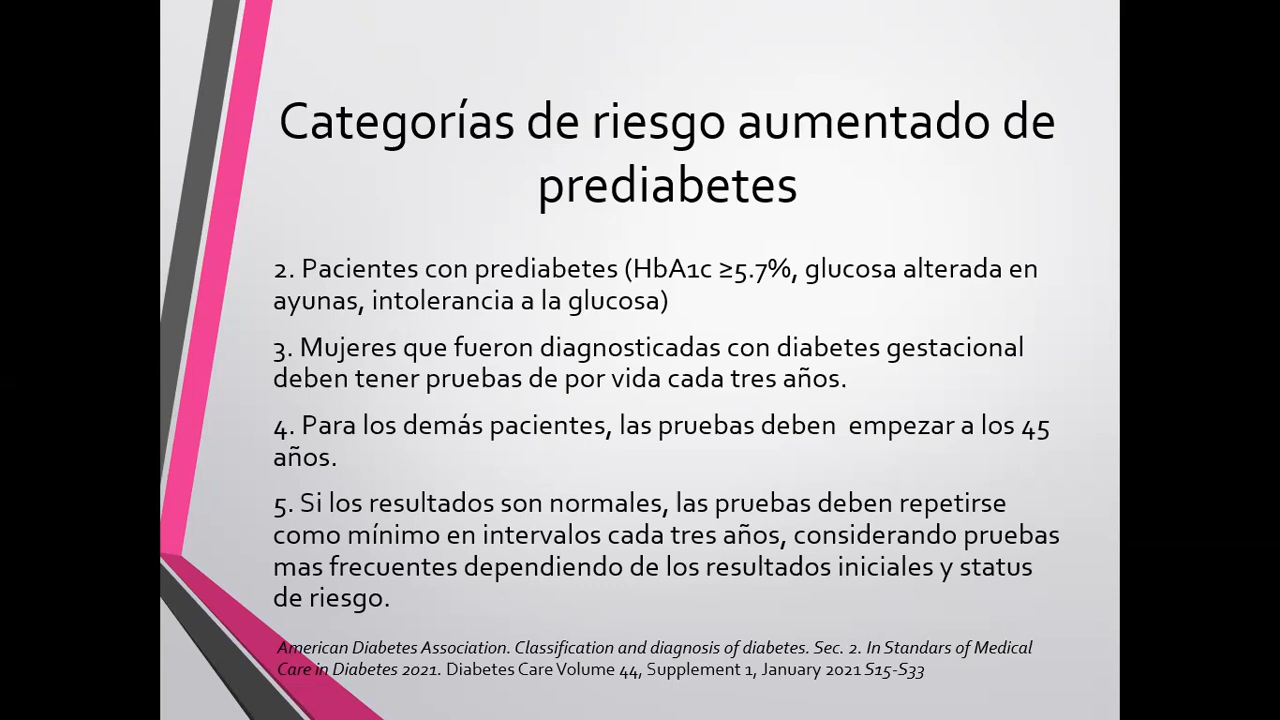 Categorías de riesgo aumentado de
prediabetes
2. Pacientes con prediabetes (HbA1c ≥5.7%, glucosa alterada en
ayunas, intolerancia a la glucosa)
3. Mujeres que fueron diagnosticadas con diabetes gestacional
deben tener pruebas de por vida cada tres años.
4. Para los demás pacientes, las pruebas deben  empezar a los 45
años.
5. Si los resultados son normales, las pruebas deben repetirse
como mínimo en intervalos cada tres años, considerando pruebas
mas frecuentes dependiendo de los resultados iniciales y status
de riesgo.
American Diabetes Association. Classification and diagnosis of diabetes. Sec. 2. In Standars of Medical
Care in Diabetes 2021. Diabetes Care Volume 44, Supplement 1, January 2021 S15-S33